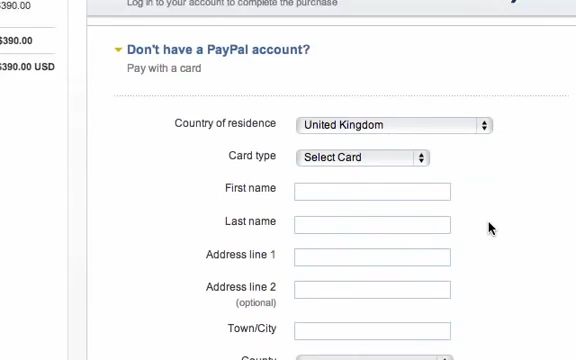 Log in to your account to complete the purchase
$390.00
$390.00
$390.00 USD
Don't have a PayPal account?
Pay with a card
Country of residence
United Kingdom
Card type
Select Card
First name
Last name
Address line 1
Address line 2
(optional)
Town/City
County